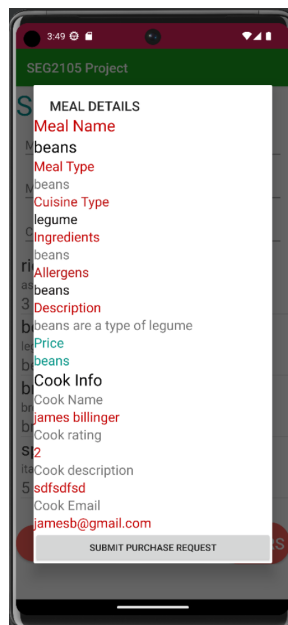 3:49
SEG2105 Project
S
MEAL DETAILS
Meal Name
beans
Meal Type
beans
Cuisine Type
legume
Ingredients
beans
Allergens
beans
Description
beans are a type of legume
Price
beans
Cook Info
Cook Name
james billinger
Cook rating
2
Cook description
sdfsdfsd
Cook Email
jamesb@gmail.com
SUBMIT PURCHASE REQUEST